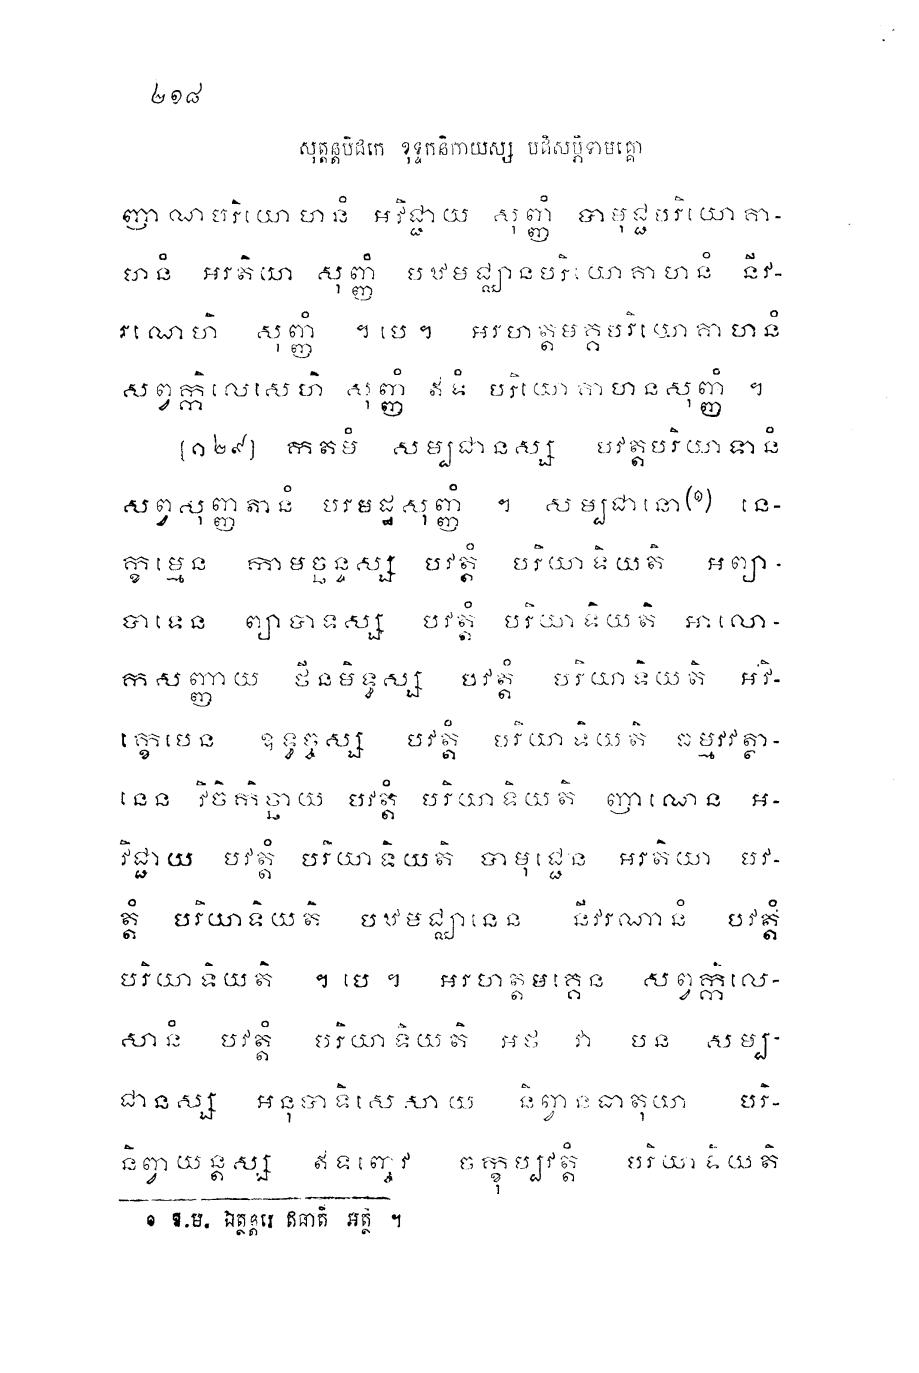 ២១៨
សុត្តន្តបិដកេ ខុទ្ទកនិកាយស្ស បដិសម្ភិទាមគ្គោ
ញាណបរិយោហានំ អវិជ្ជាយ សុញ្ញំ បាមុជ្ជបរិយោគា-
ហានំ អរតិយា សុញ្ញំ បឋមជ្ឈានបរិយោគាហានំ នីវ-
រណេហិ សុញ្ញំ ។ បេ ។ អរហត្តមគ្គបរិយោគាហានំ
សព្វក្កិលេសេហិ សុញ្ញំ ឥទំ បរិយោគាហានសុញ្ញំ ។
[១២៩] កតមំ សម្បជានស្ស បវត្តបរិយាទានំ
សព្វសុញ្ញតានំ បរមដ្ឋសុញ្ញំ ។ សម្បជានោ(១) នេ-
ក្ខម្មេន កាមច្ឆន្ទស្ស បវត្តំ បរិយាទិយតិ អព្យា-
បាទេន ព្យាបាទស្ស បវត្តំ បរិយាទិយតិ អាលោ-
កសញ្ញាយ ថីនមិទ្ធស្ស បវត្តំ បរិយាទិយតិ អវិ-
ក្ខេបេន ឧទ្ធច្ចស្ស បវត្តំ បរិយាទិយតិ ធម្មវវត្ថា-
នេន វិចិកិច្ឆាយ បវត្តំ បរិយាទិយតិ ញាណេន អ-
វិជ្ជាយ បវត្តំ បរិយាទិយតិ បាមុជ្ជេន អរតិយា បវ-
ត្តំ បរិយាទិយតិ បឋមជ្ឈានេន នីវរណានំ បវត្តំ
បរិយាទិយតិ ។ បេ ។ អរហត្តមគ្គេន សព្វក្កិលេ-
សានំ បវត្តំ បរិយាទិយតិ អថ វា បន សម្ប-
ជានស្ស អនុបាទិសេសាយ និព្វានធាតុយា បរិ-
និព្វាយន្តស្ស ឥទញ្ចេវ ចក្ខុប្បវត្តំ បរិយាទិយតិ
១ ឱ.ម. ឯត្ថន្តរេ ឥធាតិ អត្ថិ ។